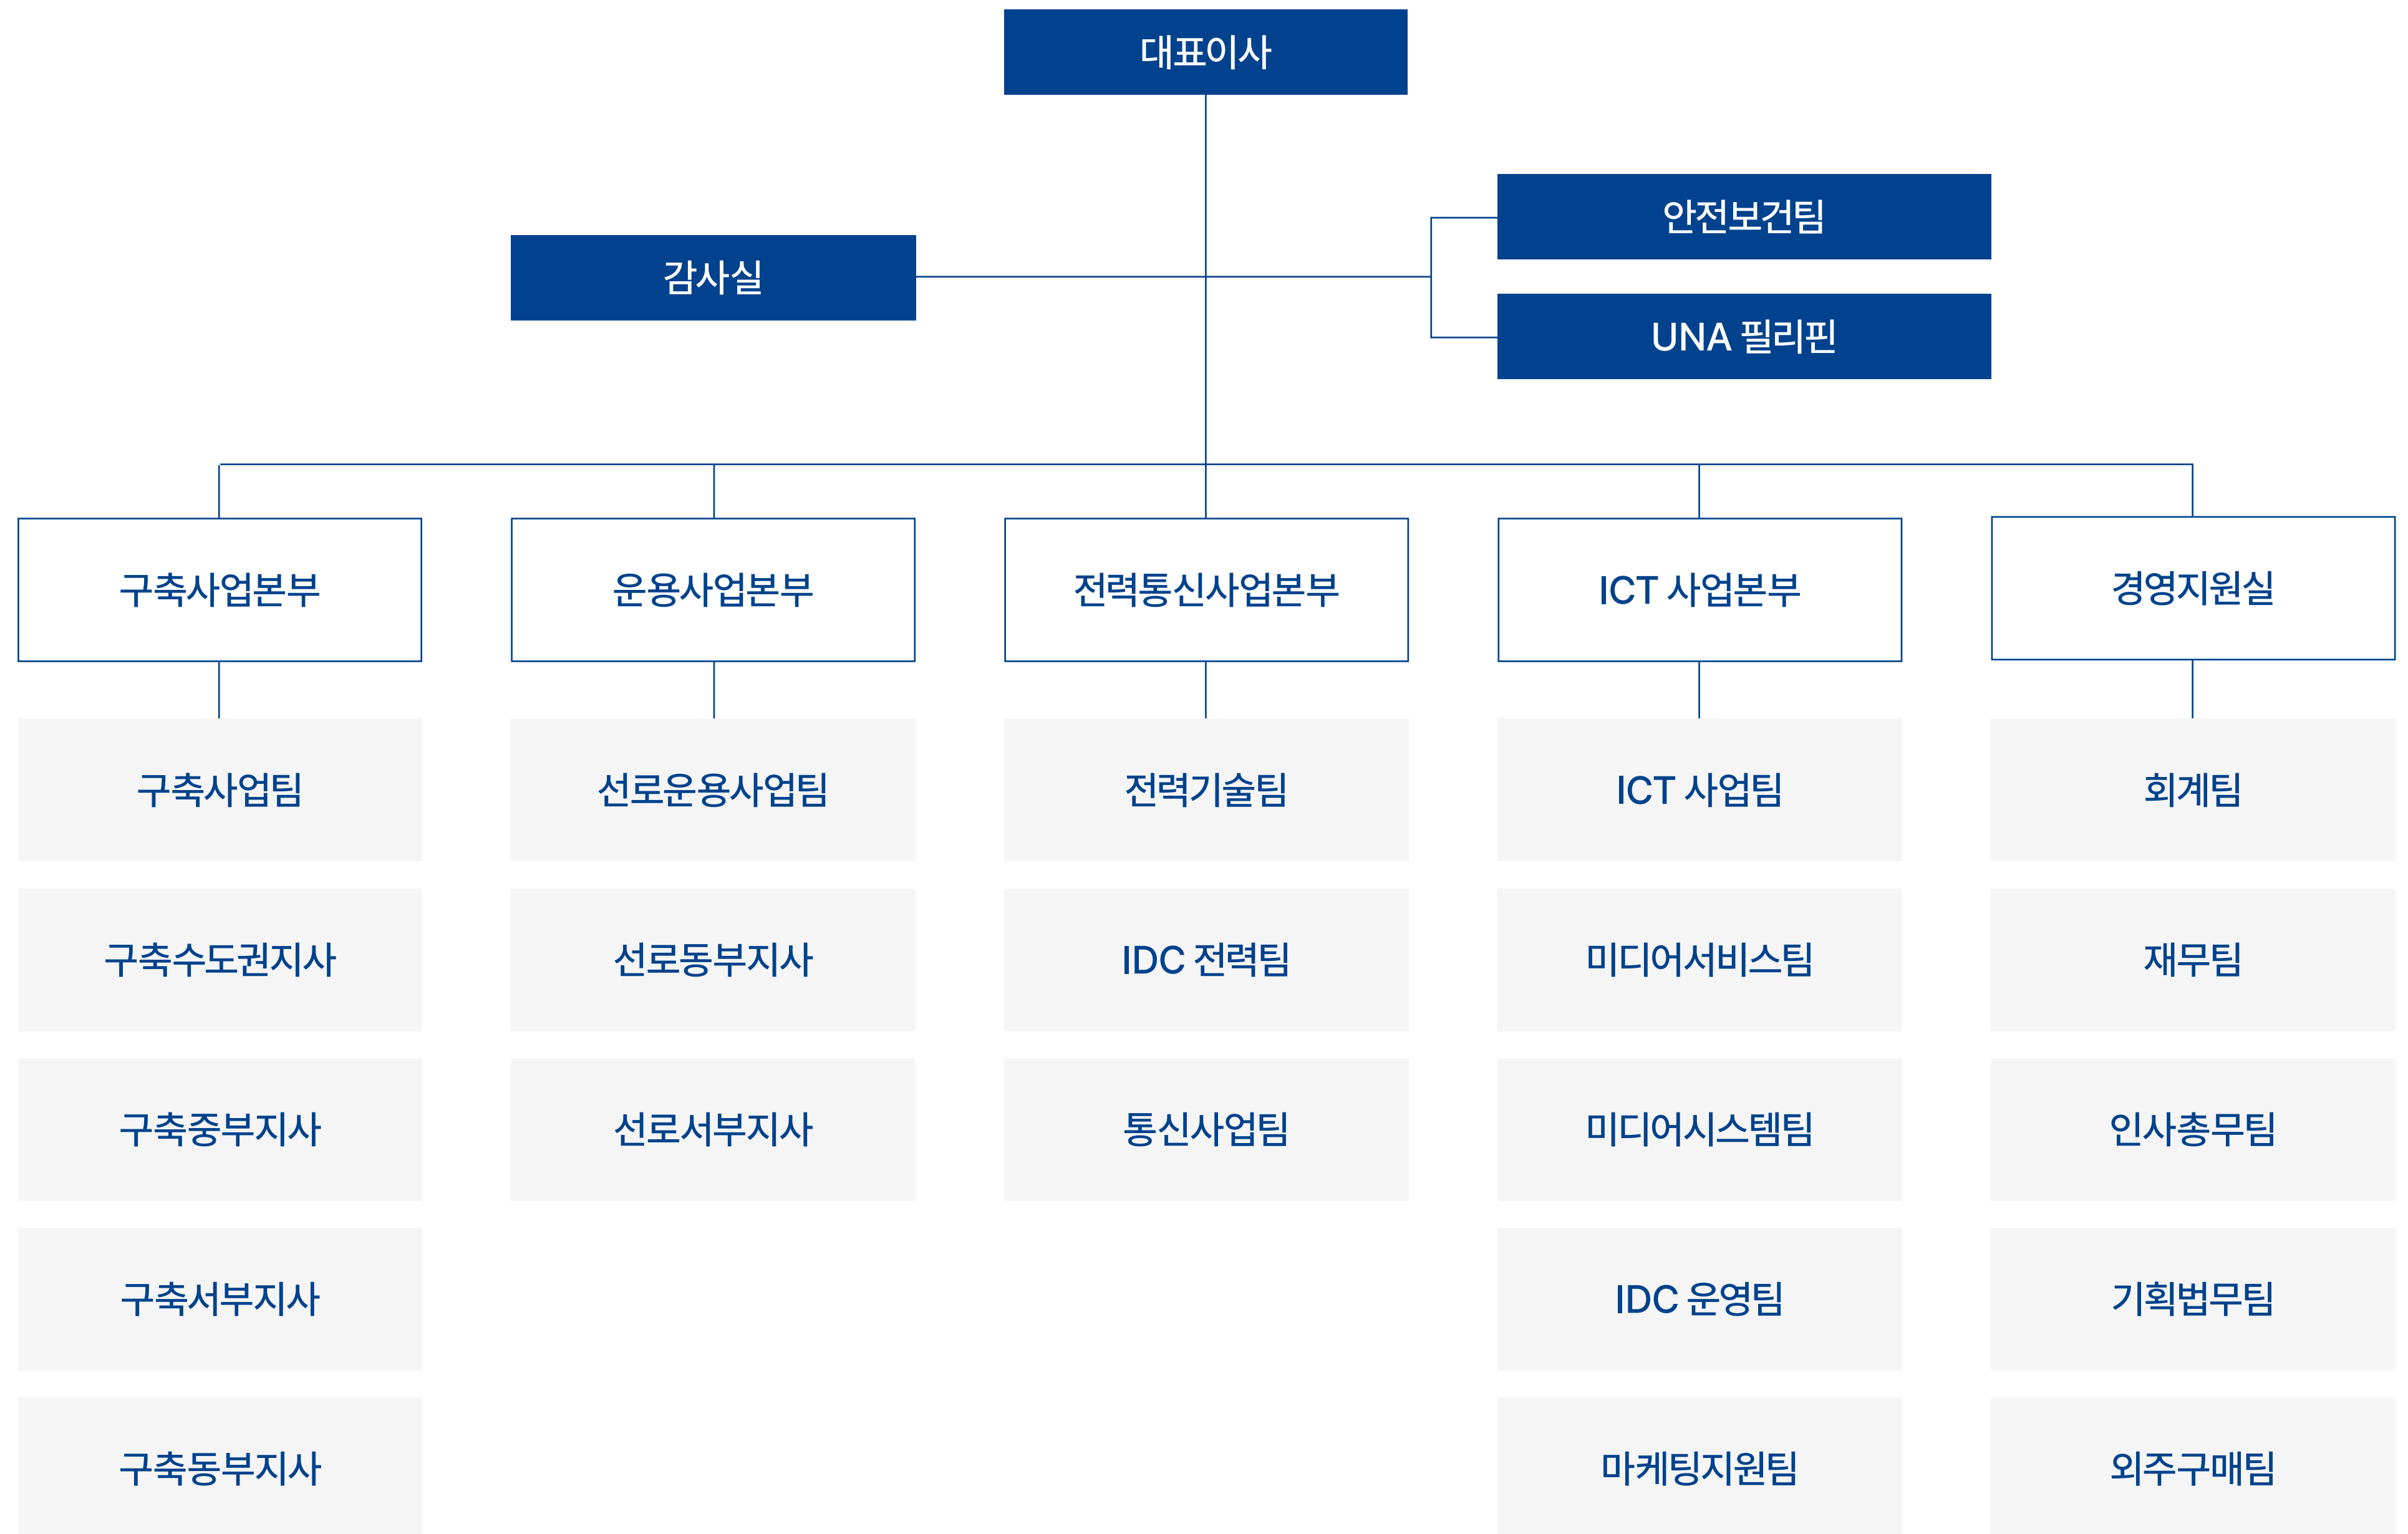 대표이사
안전보건팀
감사실
UNA 필리핀
구축사업본부
운용사업본부
전력통신사업본부
ICT 사업본부
경영지원실
구축사업팀
선로운용사업팀
전력기술팀
ICT 사업팀
회계팀
구축수도권지사
선로동부지사
IDC 전력팀
미디어서비스팀
재무팀
구축중부지사
선로서부지사
통신사업팀
미디어시스템팀
인사총무팀
구축서부지사
IDC 운영팀
기획법무팀
구축동부지사
마케팅지원팀
외주구매팀